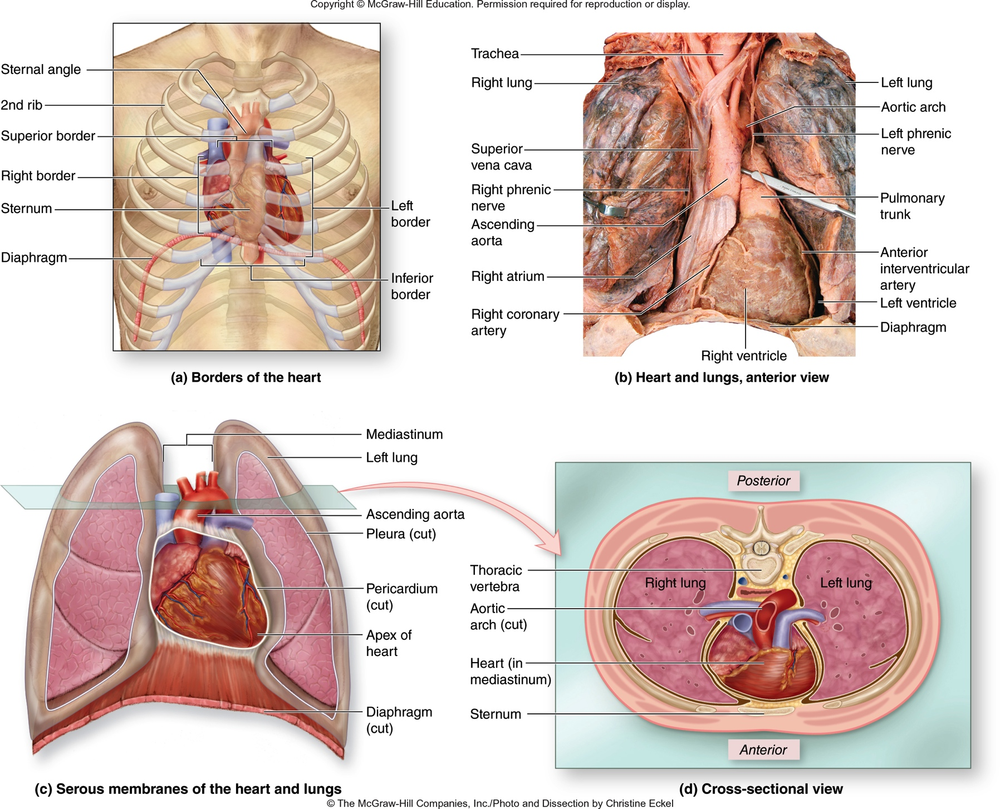 Copyright © McGraw-Hill Education. Permission required for reproduction or display.
Sternal angle
2nd rib
Superior border
Right border
Sternum
Diaphragm
Left
border
Inferior
border
(a) Borders of the heart
Trachea
Right lung
Superior
vena cava
Right phrenic
nerve
Ascending
aorta
Right atrium
Right coronary
artery
Left lung
Aortic arch
Left phrenic
nerve
Pulmonary
trunk
Anterior
interventricular
artery
Left ventricle
Diaphragm
Right ventricle
(b) Heart and lungs, anterior view
Mediastinum
Left lung
Ascending aorta
Pleura (cut)
Pericardium
(cut)
Apex of
heart
Diaphragm
(cut)
(c) Serous membranes of the heart and lungs
Posterior
Thoracic
vertebra
Right lung
Left lung
Aortic
arch (cut)
Heart (in
mediastinum)
Sternum
Anterior
(d) Cross-sectional view
© The McGraw-Hill Companies, Inc./Photo and Dissection by Christine Eckel